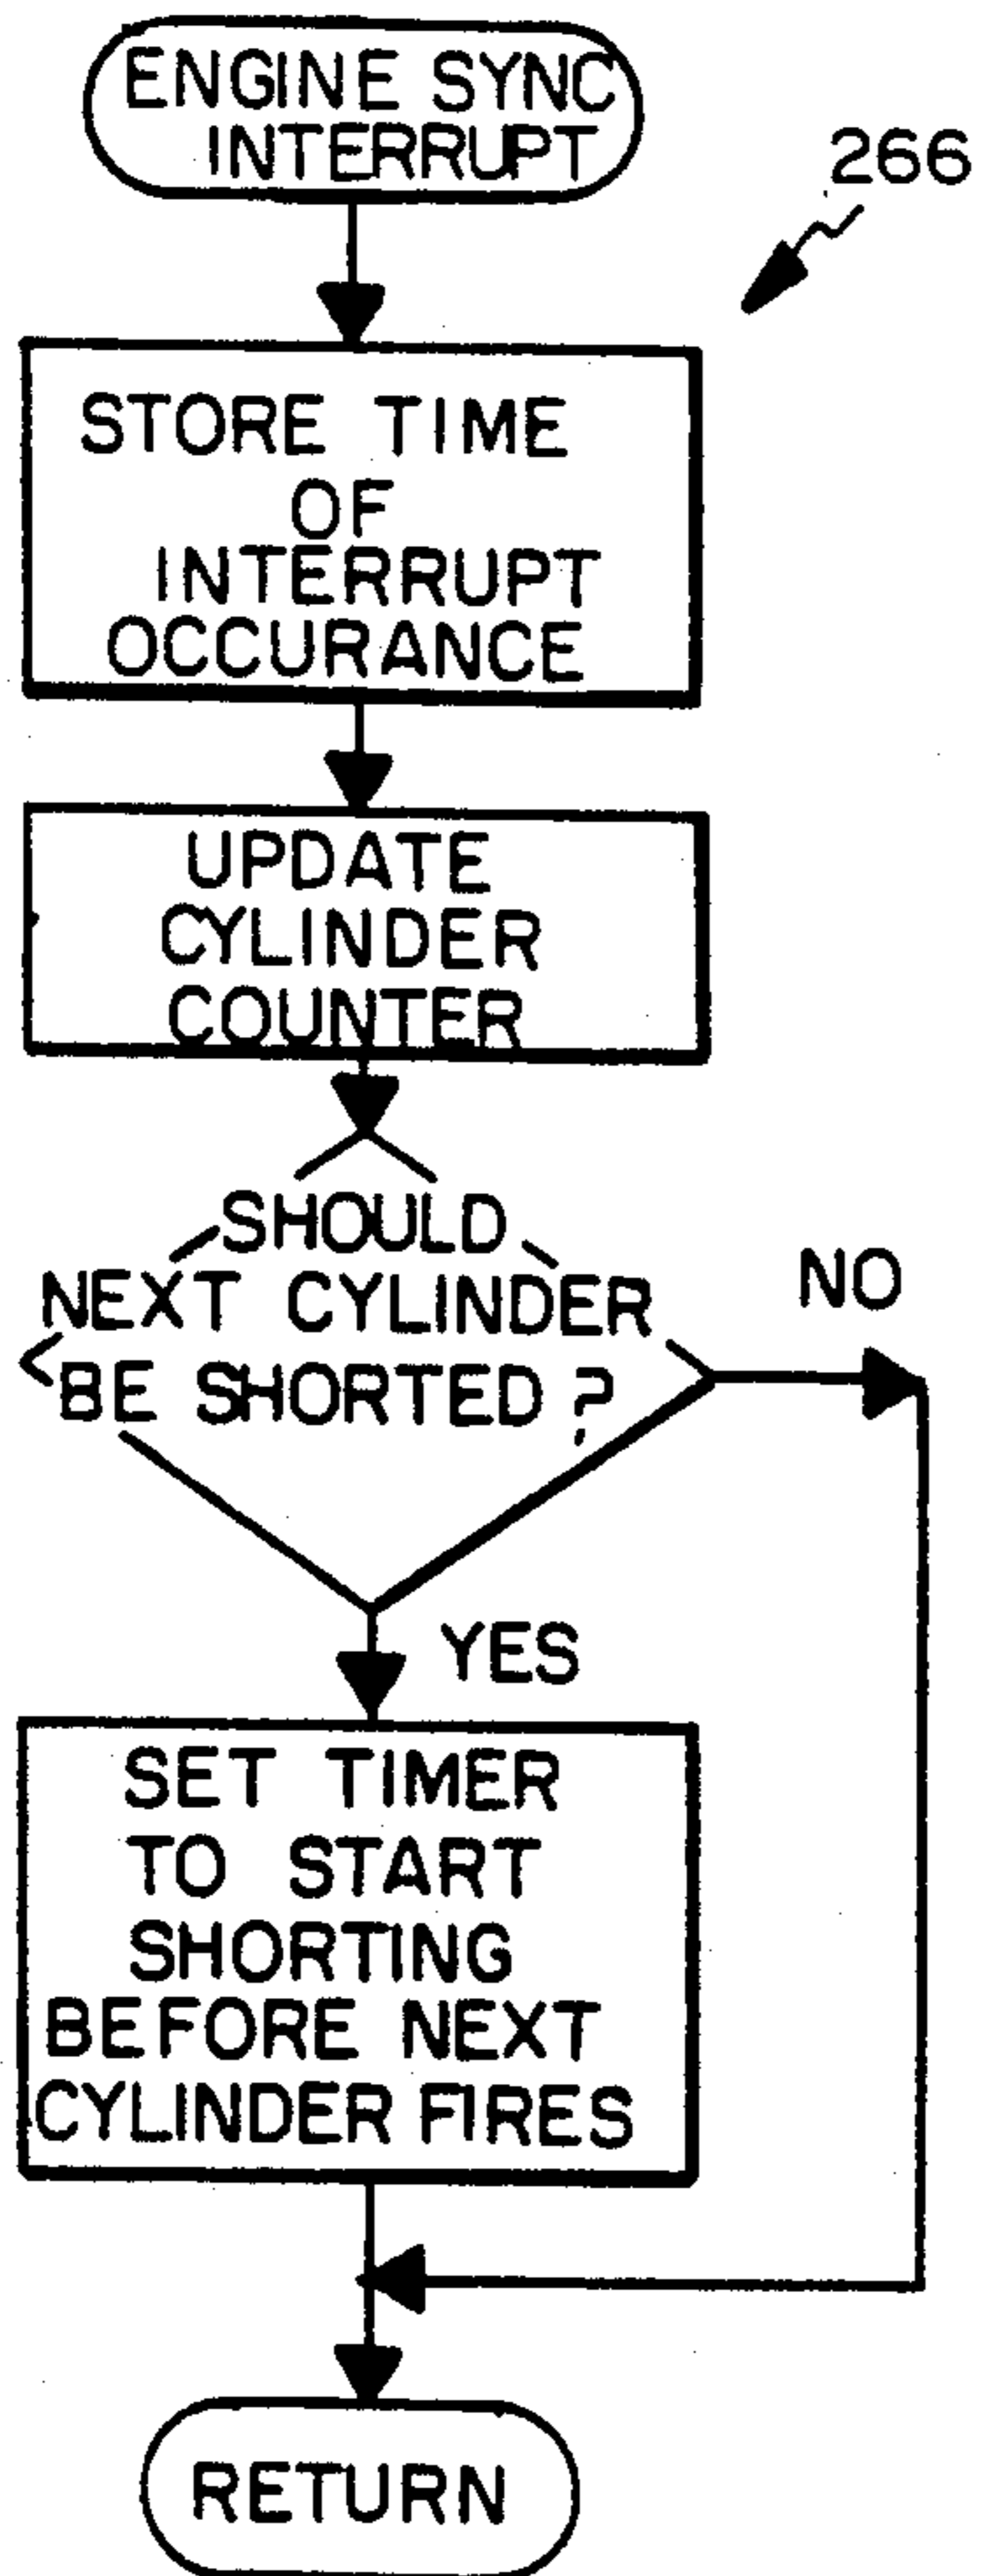 ENGINE SYNC
INTERRUPT
266
STORE TIME
OF
INTERRUPT
OCCURANCE
UPDATE
CYLINDER
COUNTER
SHOULD
NEXT CYLINDER
BE SHORTED?
NO
YES
SET TIMER
TO START
SHORTING
BEFORE NEXT
CYLINDER FIRES
RETURN